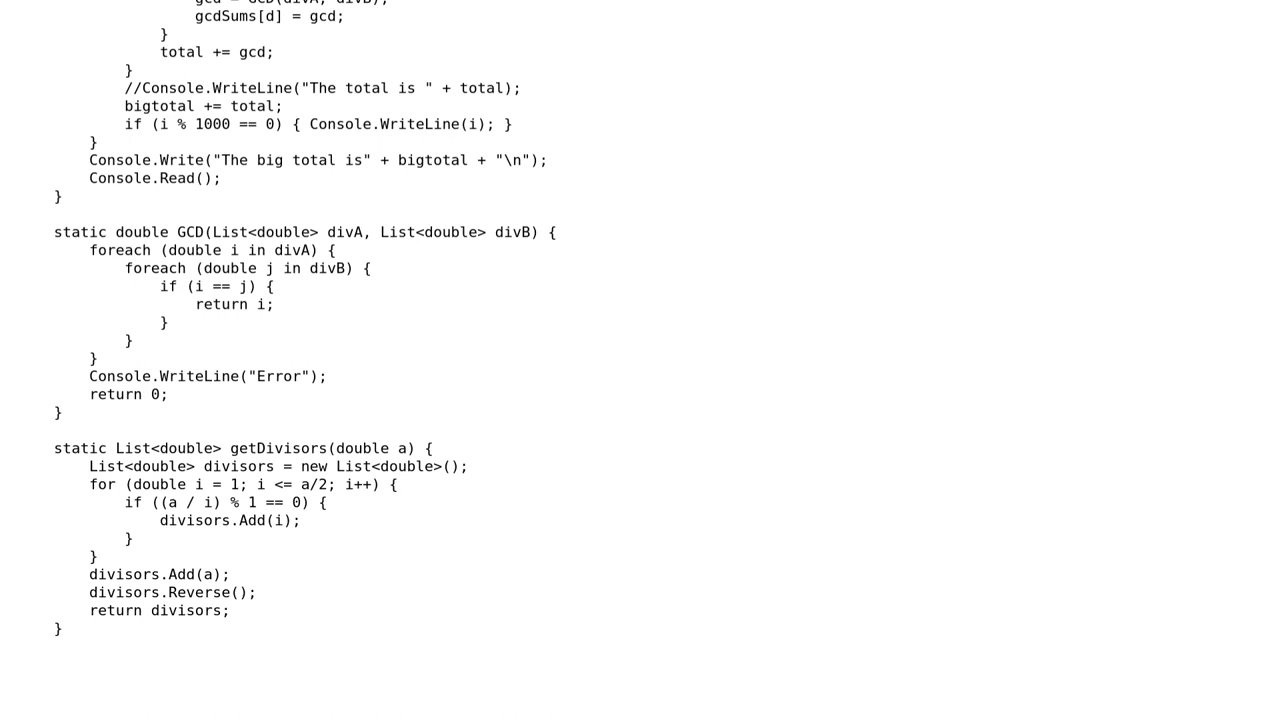 gcd = GCD(divA, divB);
gcdSums[d] = gcd;
}
total += gcd;
}
//Console.WriteLine("The total is " + total);
bigtotal += total;
if (i % 1000 == 0) { Console.WriteLine(i); }
}
Console.Write("The big total is" + bigtotal + "\n");
Console.Read();
}
static double GCD(List<double> divA, List<double> divB) {
foreach (double i in divA) {
foreach (double j in divB) {
if (i == j) {
return i;
}
}
}
Console.WriteLine("Error");
return 0;
}
static List<double> getDivisors(double a) {
List<double> divisors = new List<double>();
for (double i = 1; i <= a/2; i++) {
if ((a / i) % 1 == 0) {
divisors.Add(i);
}
}
divisors.Add(a);
divisors.Reverse();
return divisors;
}